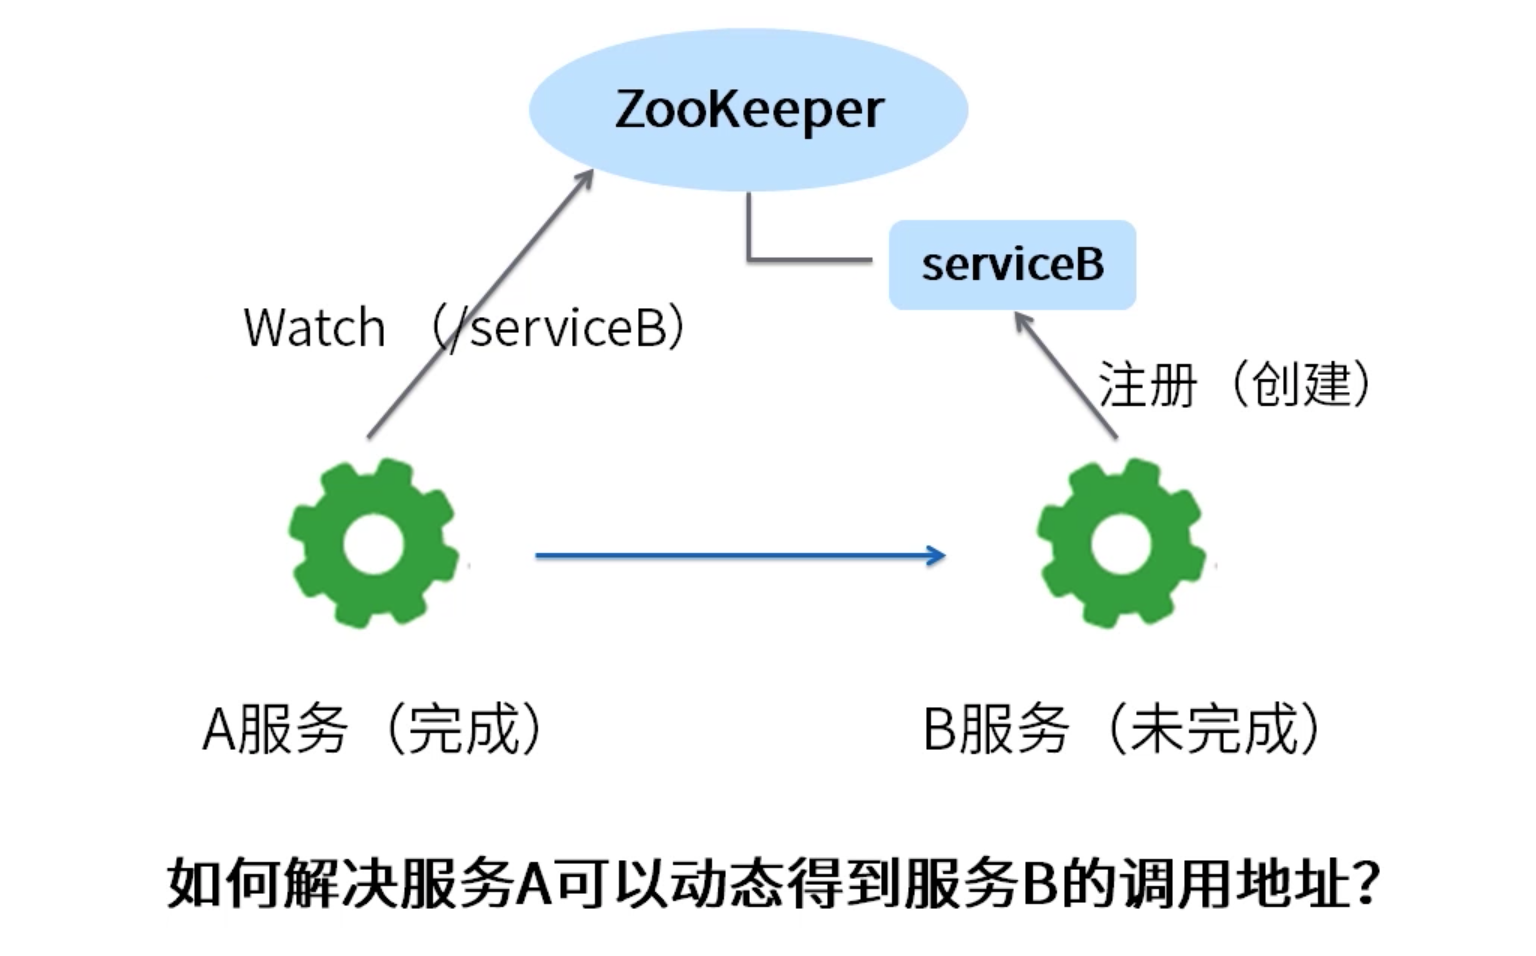 ZooKeeper
serviceB
Watch （/serviceB）
注册（创建）
A服务（完成）
B服务（未完成）
如何解决服务A可以动态得到服务B的调用地址？